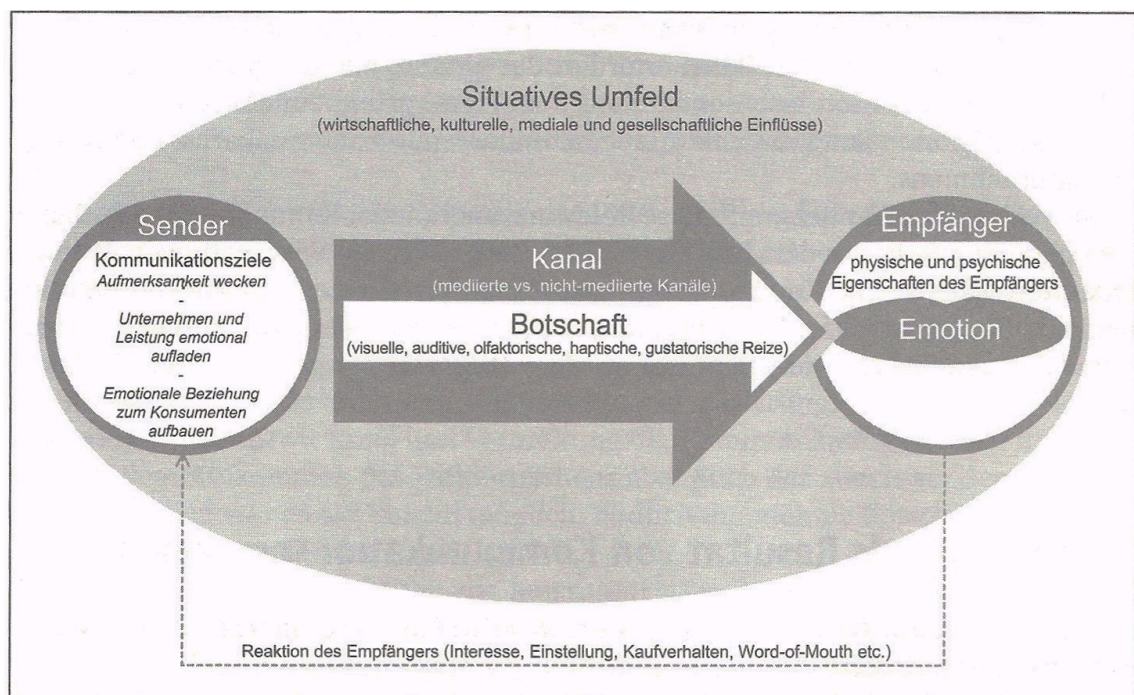 Situatives Umfeld
(wirtschaftliche, kulturelle, mediale und gesellschaftliche Einflüsse)
Sender
Kommunikationsziele
Aufmerksamkeit wecken
-
Unternehmen und
Leistung emotional
aufladen
-
Emotionale Beziehung
zum Konsumenten
aufbauen
Kanal
(mediierte vs. nicht-mediierte Kanäle)
Botschaft
(visuelle, auditive, olfaktorische, haptische, gustatorische Reize)
Empfänger
physische und psychische
Eigenschaften des Empfängers
Emotion
Reaktion des Empfängers (Interesse, Einstellung, Kaufverhalten, Word-of-Mouth etc.)